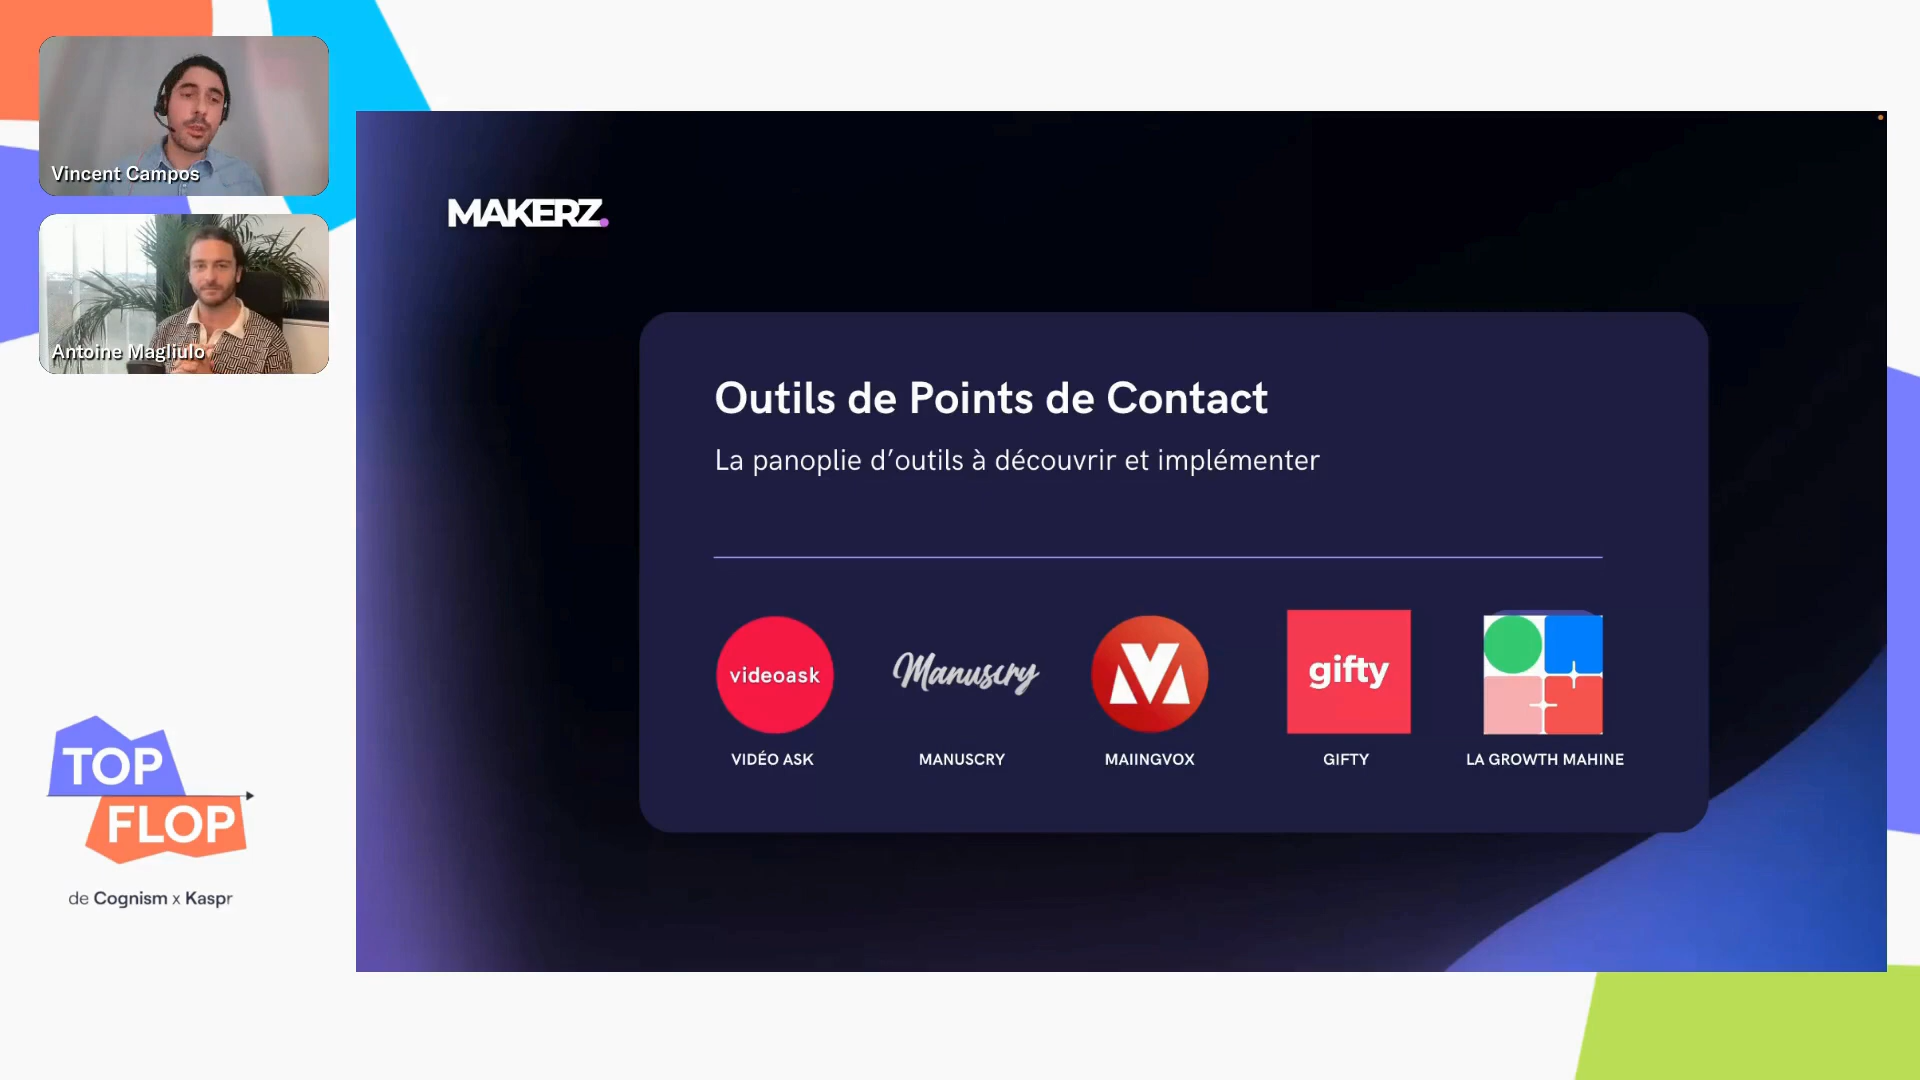 Vincent Campos
Antoine Magliulo
MAKERZ.
Outils de Points de Contact
La panoplie d’outils à découvrir et implémenter
videoask
Manuscry
gifty
VIDÉO ASK
MANUSCRY
MAIINGVOX
GIFTY
LA GROWTH MAHINE
TOP
FLOP
de Cognism x Kaspr